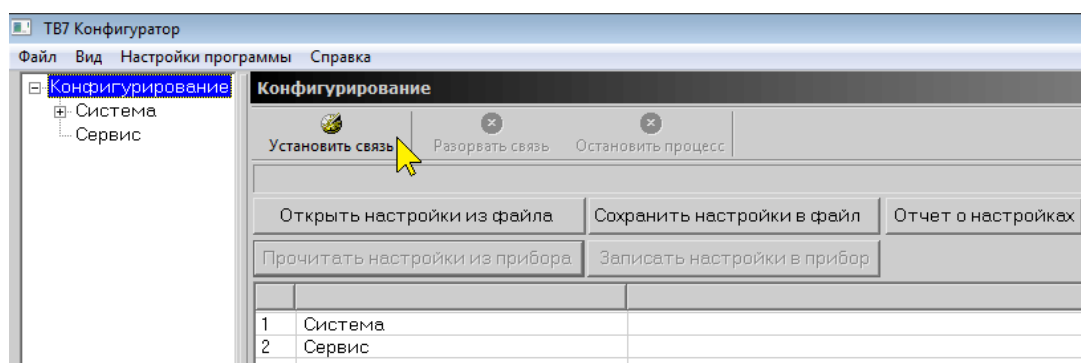 ТВ7 Конфигуратор
Файл Вид Настройки программы Справка
Конфигурирование
Система
Сервис
Конфигурирование
Установить связь Разорвать связь Остановить процесс
Открыть настройки из файла Сохранить настройки в файл Отчет о настройках
Прочитать настройки из прибора Записать настройки в прибор
1 Система
2 Сервис